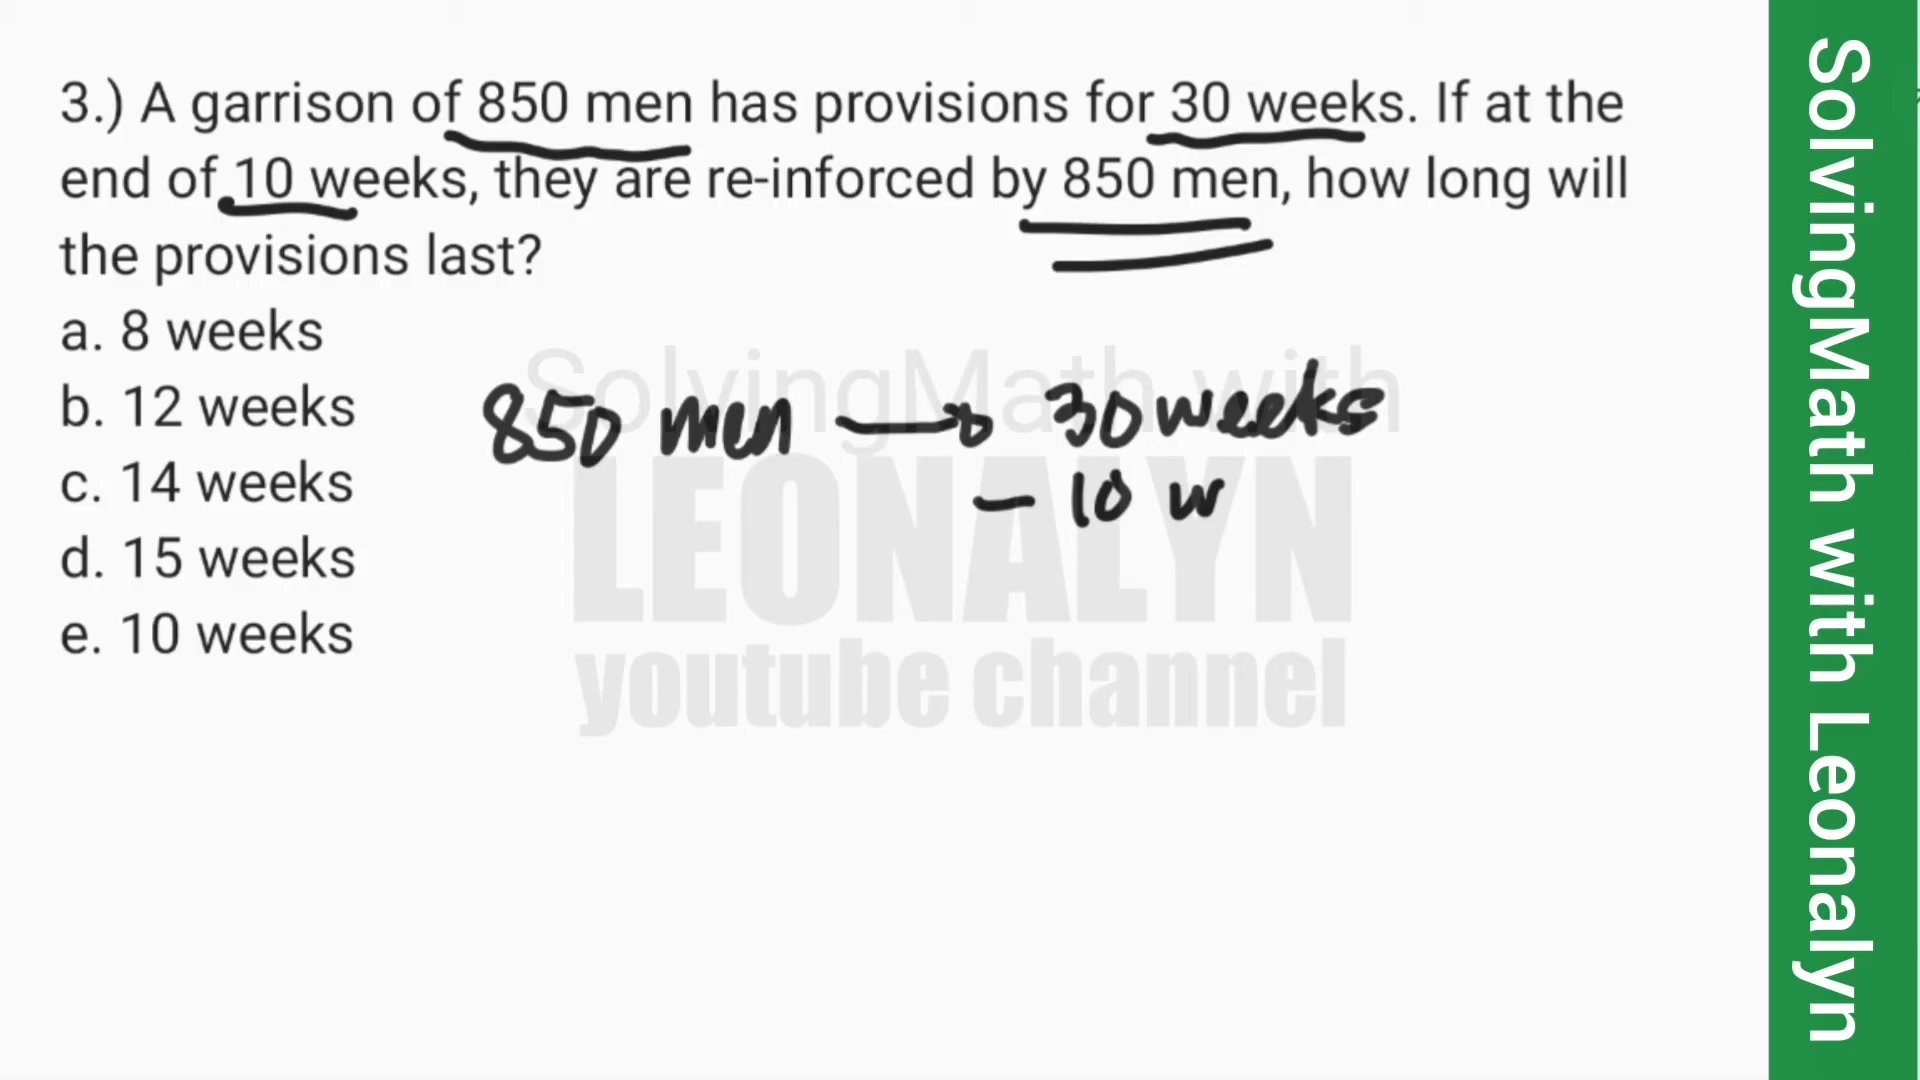 3.) A garrison of 850 men has provisions for 30 weeks. If at the
end of 10 weeks, they are re-inforced by 850 men, how long will
the provisions last?
a. 8 weeks
b. 12 weeks
c. 14 weeks
d. 15 weeks
e. 10 weeks
850 men → 30 weeks
- 10 w
SolvingMath with
LEONALYN
youtube channel
SolvingMath with Leonalyn